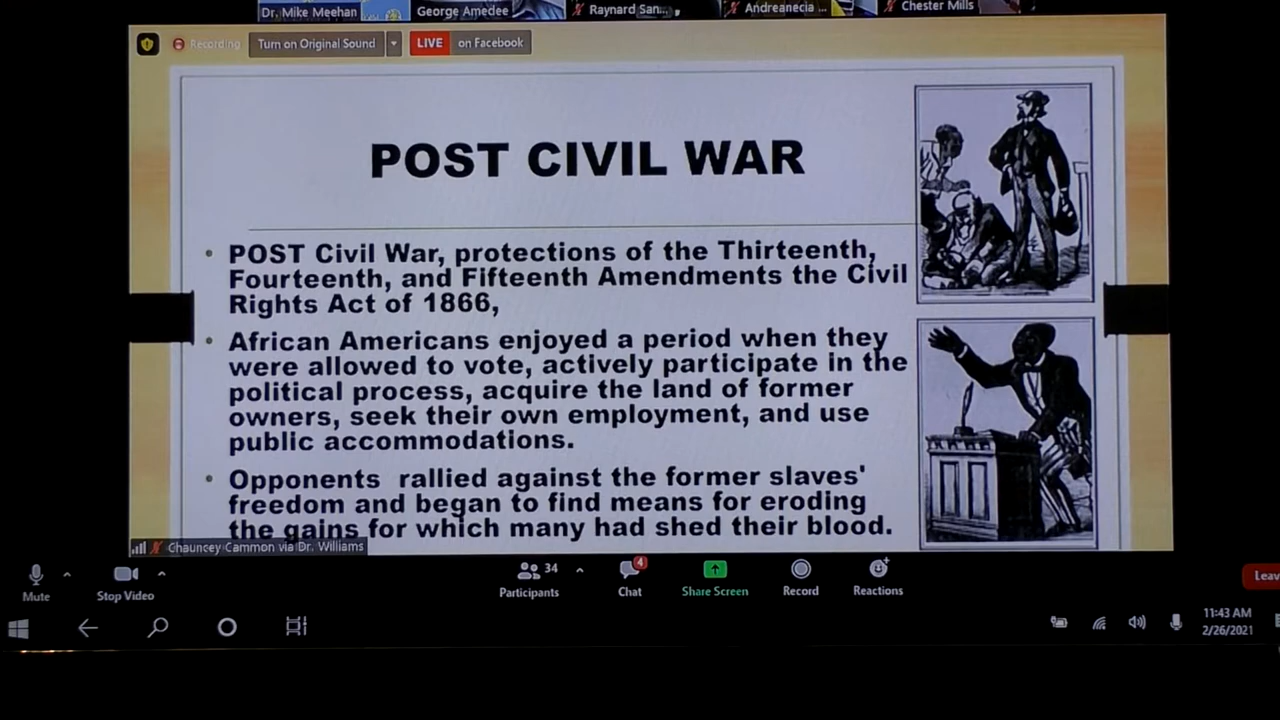 Dr. Mike Meehan
George Amedee
Raynard San...
Andreanecia ...
Chester Mills
Recording
Turn on Original Sound
LIVE on Facebook
POST CIVIL WAR
• POST Civil War, protections of the Thirteenth,
Fourteenth, and Fifteenth Amendments the Civil
Rights Act of 1866,
• African Americans enjoyed a period when they
were allowed to vote, actively participate in the
political process, acquire the land of former
owners, seek their own employment, and use
public accommodations.
• Opponents rallied against the former slaves'
freedom and began to find means for eroding
the gains for which many had shed their blood.
Chauncey Cammon via Dr. Williams
Mute
Stop Video
34
Participants
4
Chat
Share Screen
Record
Reactions
Leav
11:43 AM
2/26/2021